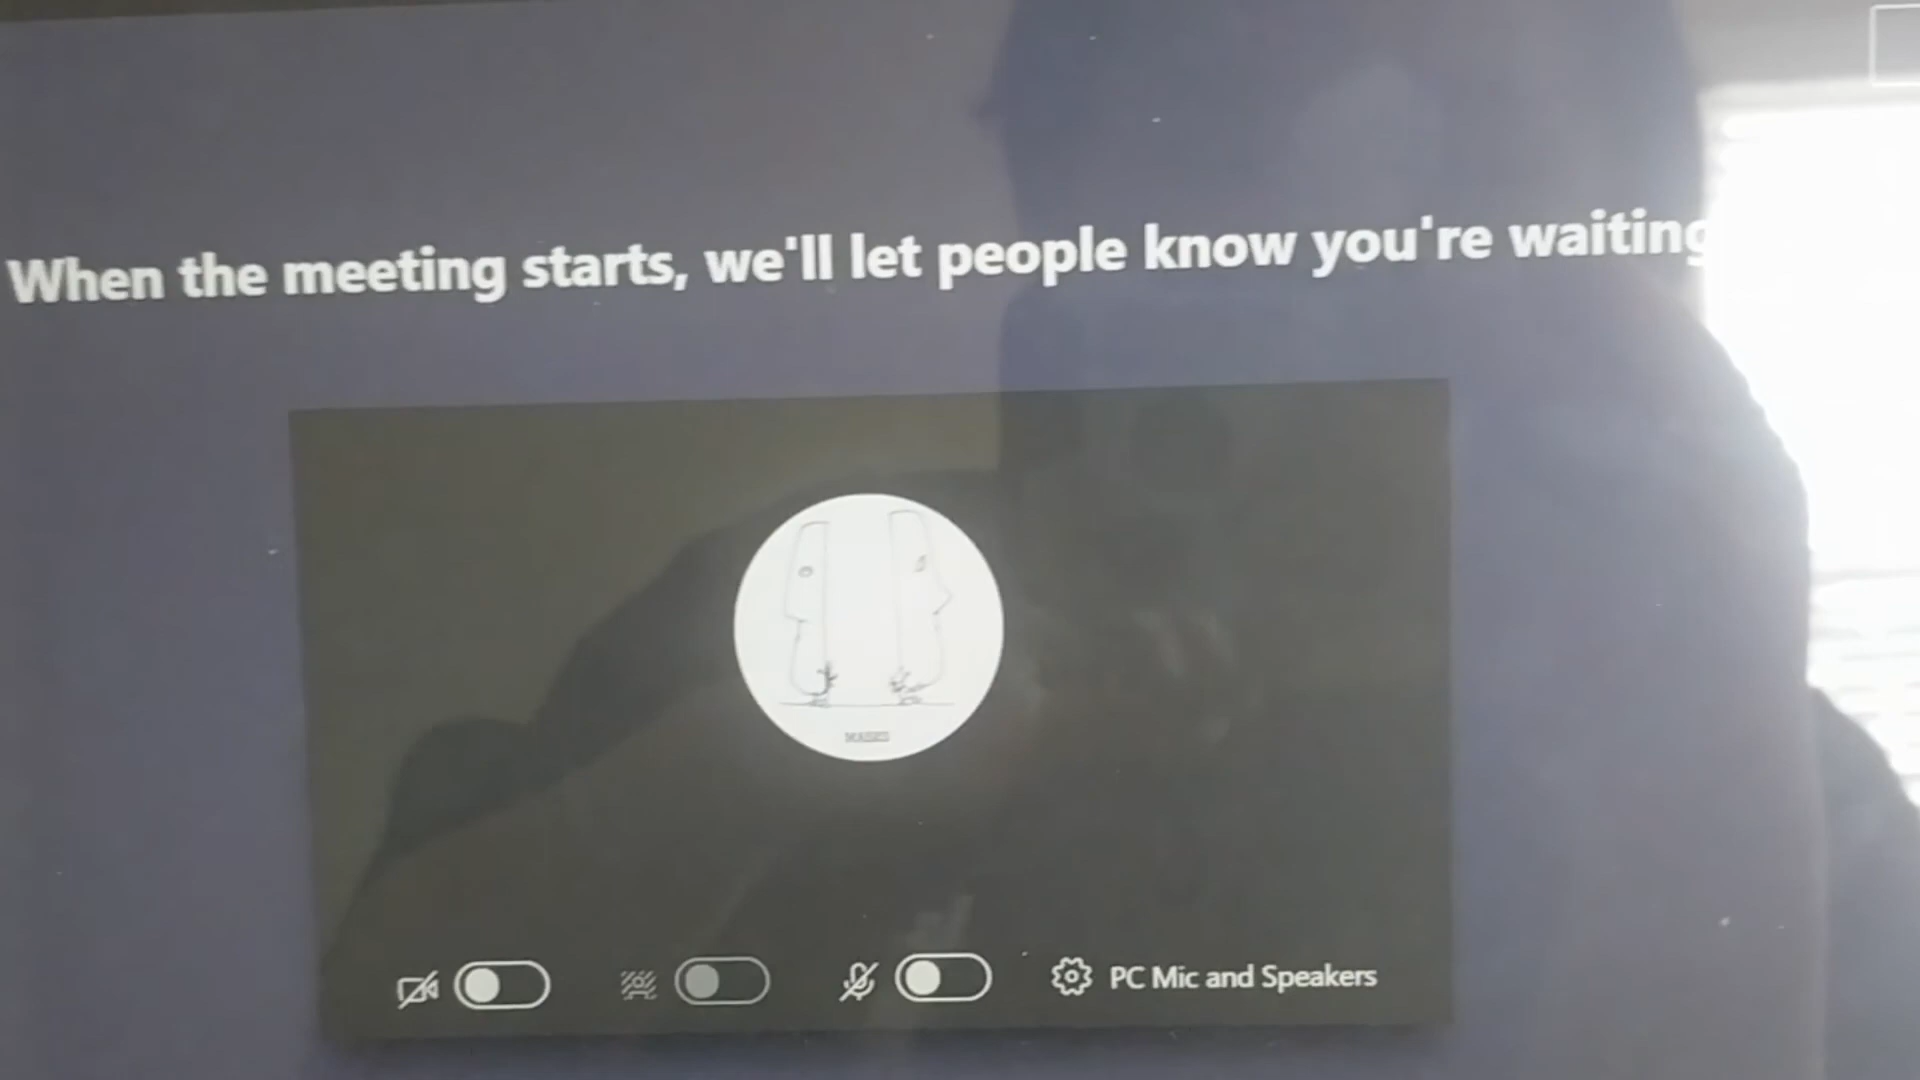 When the meeting starts, we'll let people know you're waiting
PC Mic and Speakers